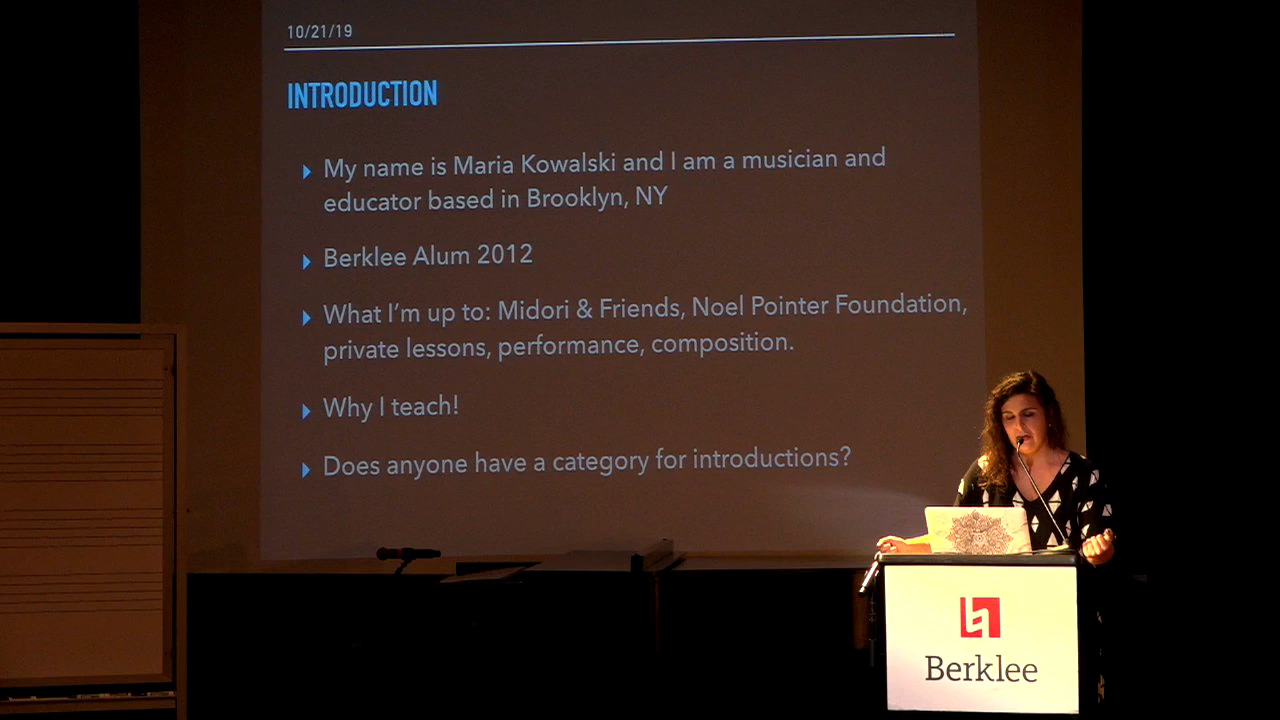 10/21/19
INTRODUCTION
My name is Maria Kowalski and I am a musician and
educator based in Brooklyn, NY
Berklee Alum 2012
What I'm up to: Midori & Friends, Noel Pointer Foundation,
private lessons, performance, composition.
Why I teach!
Does anyone have a category for introductions?
Berklee